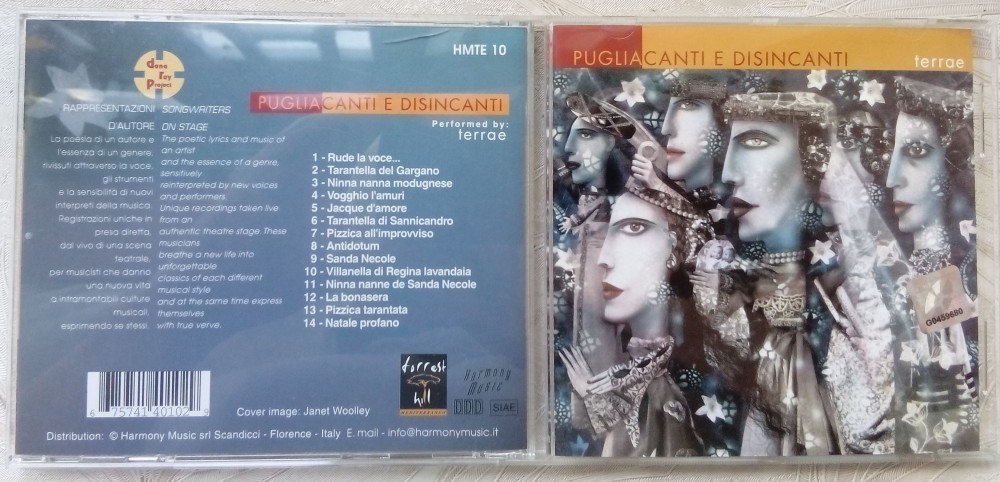 dena
ray
Project
HMTE 10
PUGLIACANTI E DISINCANTI
Performed by:
terrae
RAPPRESENTAZIONI
D'AUTORE
La poesia di un autore e
l'essenza di un genere,
rivissuti attraverso la voce,
gli strumenti
e la sensibilità di nuovi
interpreti della musica.
Registrazioni uniche in
presa diretta,
dal vivo di una scena
teatrale,
per musicisti che danno
una nuova vita
a intramontabili culture
musicali,
esprimendo se stessi.
SONGWRITERS
ON STAGE
The poetic lyrics and music of
an artist
and the essence of a genre,
sensitively
reinterpreted by new voices
and performers.
Unique recordings taken live
from an
authentic theatre stage. These
musicians
breathe a new life into
unforgettable
classics of each different
musical style
and at the same time express
themselves
with true verve.
1 - Rude la voce...
2 - Tarantella del Gargano
3 - Ninna nanna modugnese
4 - Vogghio l'amuri
5 - Jacque d'amore
6 - Tarantella di Sannicandro
7 - Pizzica all'improvviso
8 - Antidotum
9 - Sanda Necole
10 - Villanella di Regina lavandaia
11 - Ninna nanne de Sanda Necole
12 - La bonasera
13 - Pizzica tarantata
14 - Natale profano
6 75741 40102 9
Cover image: Janet Woolley
forrest
hill
MEDITERRANEO
Harmony
Music
DDD
SIAE
Distribution: © Harmony Music srl Scandicci - Florence - Italy E. mail - info@harmonymusic.it
PUGLIACANTI E DISINCANTI
terrae
G0459680